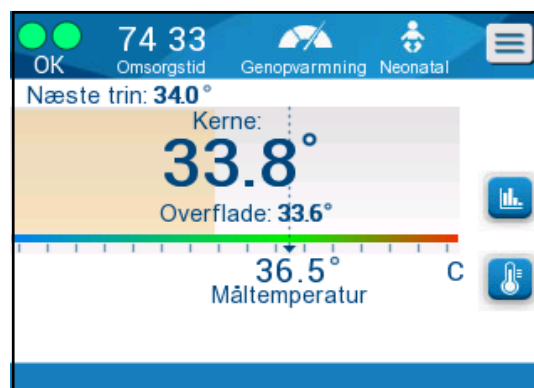 74 33
OK Omsorgstid Genopvarmning Neonatal
Næste trin: 34.0°
Kerne:
33.8°
Overflade: 33.6°
36.5° C
Måltemperatur